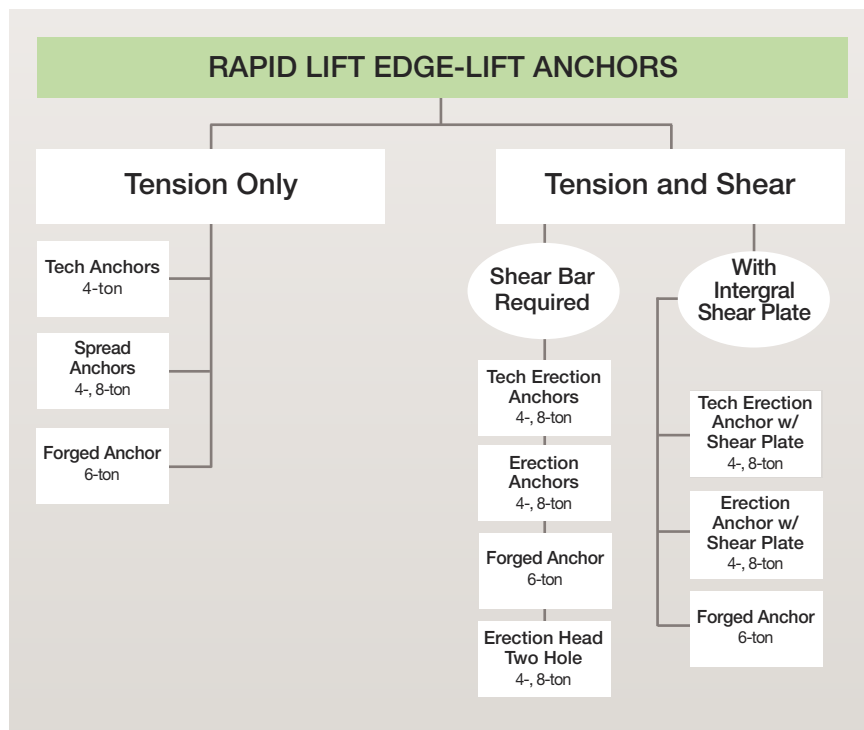 RAPID LIFT EDGE-LIFT ANCHORS
Tension Only
Tech Anchors
4-ton
Spread
Anchors
4-, 8-ton
Forged Anchor
6-ton
Tension and Shear
Shear Bar
Required
Tech Erection
Anchors
4-, 8-ton
Erection
Anchors
4-, 8-ton
Forged Anchor
6-ton
Erection Head
Two Hole
4-, 8-ton
With
Intergral
Shear Plate
Tech Erection
Anchor w/
Shear Plate
4-, 8-ton
Erection
Anchor w/
Shear Plate
4-, 8-ton
Forged Anchor
6-ton